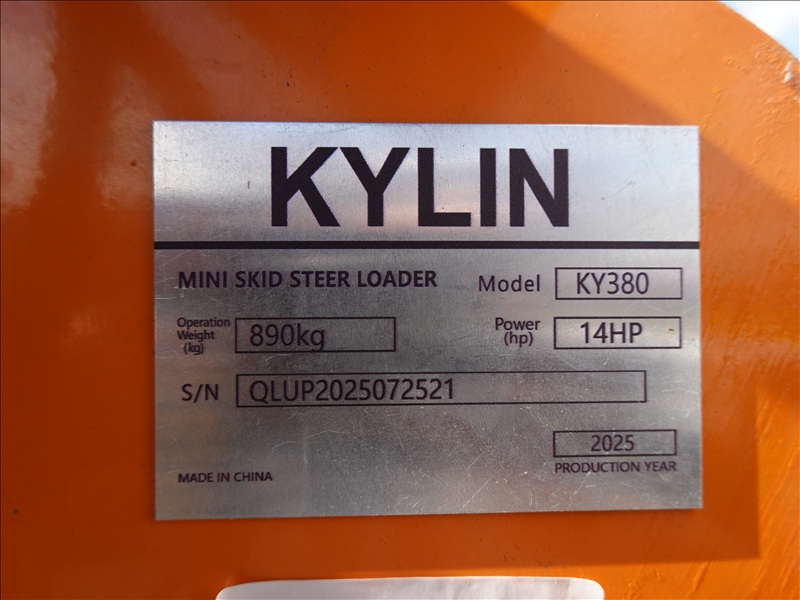 KYLIN
MINI SKID STEER LOADER Model KY380
Operation Weight (kg) 890kg Power (hp) 14HP
S/N QLUP2025072521
2025
PRODUCTION YEAR
MADE IN CHINA